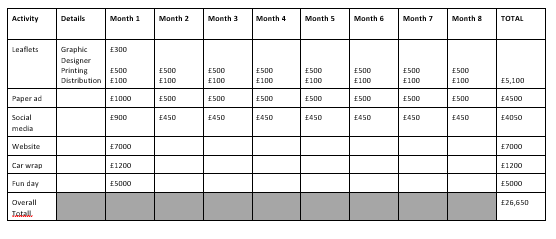 Activity Details Month 1 Month 2 Month 3 Month 4 Month 5 Month 6 Month 7 Month 8 TOTAL
Leaflets Graphic £300
Designer
Printing £500 £500 £500 £500 £500 £500 £500 £500
Distribution £100 £100 £100 £100 £100 £100 £100 £100 £5,100
Paper ad £1000 £500 £500 £500 £500 £500 £500 £500 £4500
Social £900 £450 £450 £450 £450 £450 £450 £450 £4050
media
Website £7000 £7000
Car wrap £1200 £1200
Fun day £5000 £5000
Overall £26,650
Totall